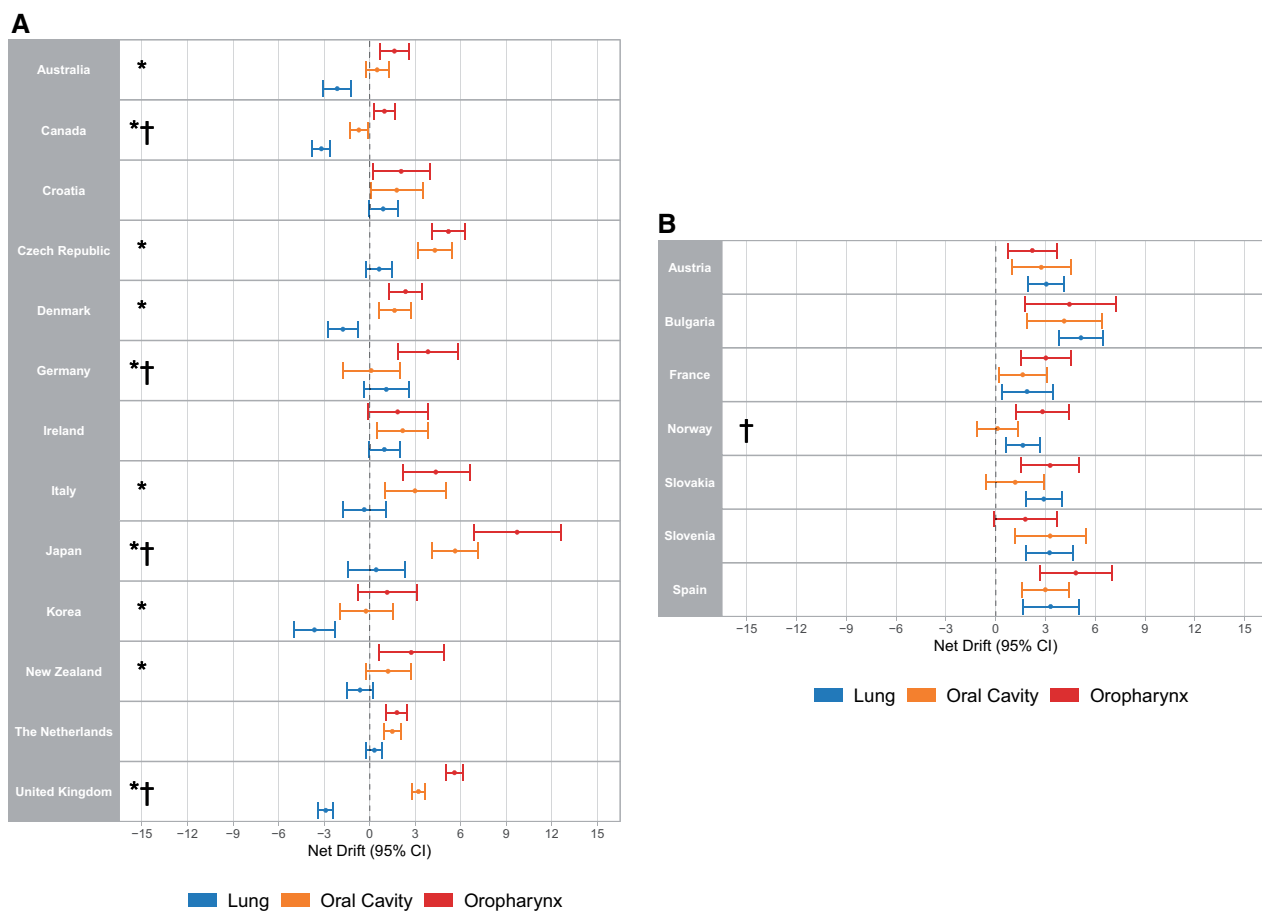 A
Australia *
Canada *†
Croatia
Czech Republic *
Denmark *
Germany *†
Ireland
Italy *
Japan *†
Korea *
New Zealand *
The Netherlands
United Kingdom *†
−15 −12 −9 −6 −3 0 3 6 9 12 15
Net Drift (95% CI)
Lung Oral Cavity Oropharynx
B
Austria
Bulgaria
France
Norway †
Slovakia
Slovenia
Spain
−15 −12 −9 −6 −3 0 3 6 9 12 15
Net Drift (95% CI)
Lung Oral Cavity Oropharynx